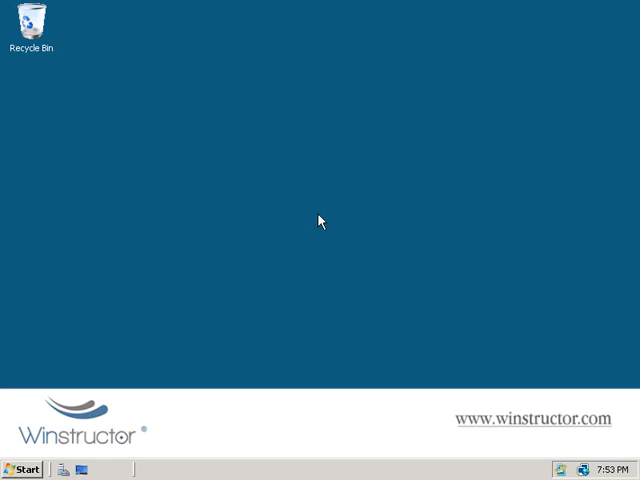 Recycle Bin
www.winstructor.com
Winstructor ®
Start
7:53 PM